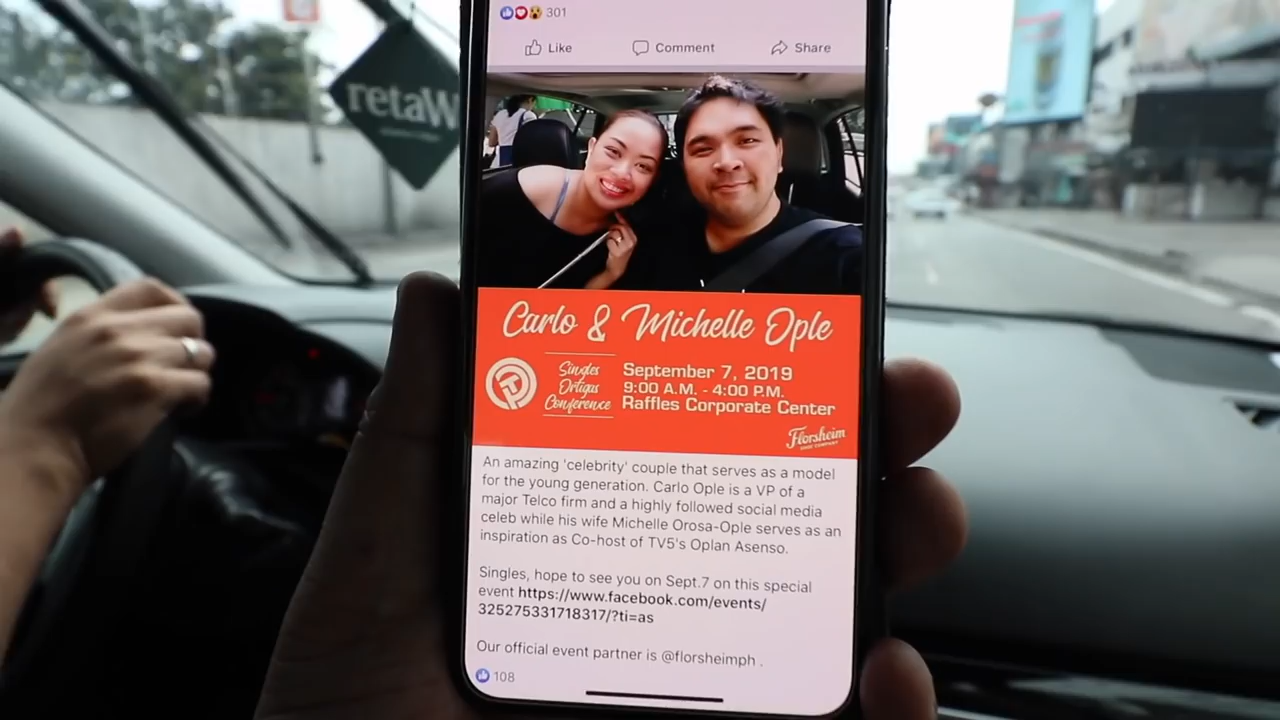 301
Like Comment Share
retaW
Carlo & Michelle Ople
Singles
Ortigas
Conference
September 7, 2019
9:00 A.M. - 4:00 P.M.
Raffles Corporate Center
Florsheim
An amazing 'celebrity' couple that serves as a model
for the young generation. Carlo Ople is a VP of a
major Telco firm and a highly followed social media
celeb while his wife Michelle Orosa-Ople serves as an
inspiration as Co-host of TV5's Oplan Asenso.
Singles, hope to see you on Sept.7 on this special
event https://www.facebook.com/events/
325275331718317/?ti=as
Our official event partner is @florsheimph .
108